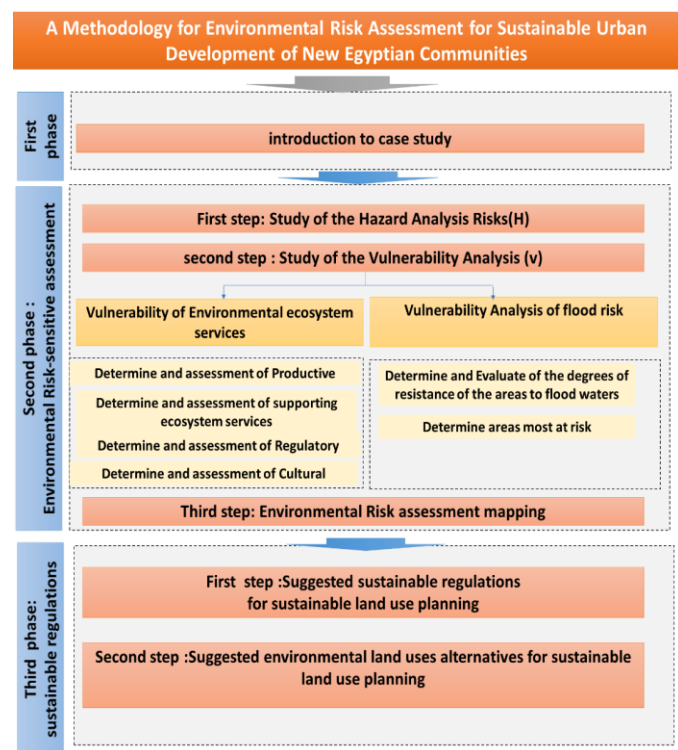 A Methodology for Environmental Risk Assessment for Sustainable Urban
Development of New Egyptian Communities
First
phase
introduction to case study
Second phase :
Environmental Risk-sensitive assessment
First step: Study of the Hazard Analysis Risks(H)
second step : Study of the Vulnerability Analysis (v)
Vulnerability of Environmental ecosystem
services
Vulnerability Analysis of flood risk
Determine and assessment of Productive
Determine and assessment of supporting
ecosystem services
Determine and assessment of Regulatory
Determine and assessment of Cultural
Determine and Evaluate of the degrees of
resistance of the areas to flood waters
Determine areas most at risk
Third step: Environmental Risk assessment mapping
Third phase:
sustainable regulations
First step :Suggested sustainable regulations
for sustainable land use planning
Second step :Suggested environmental land uses alternatives for sustainable
land use planning